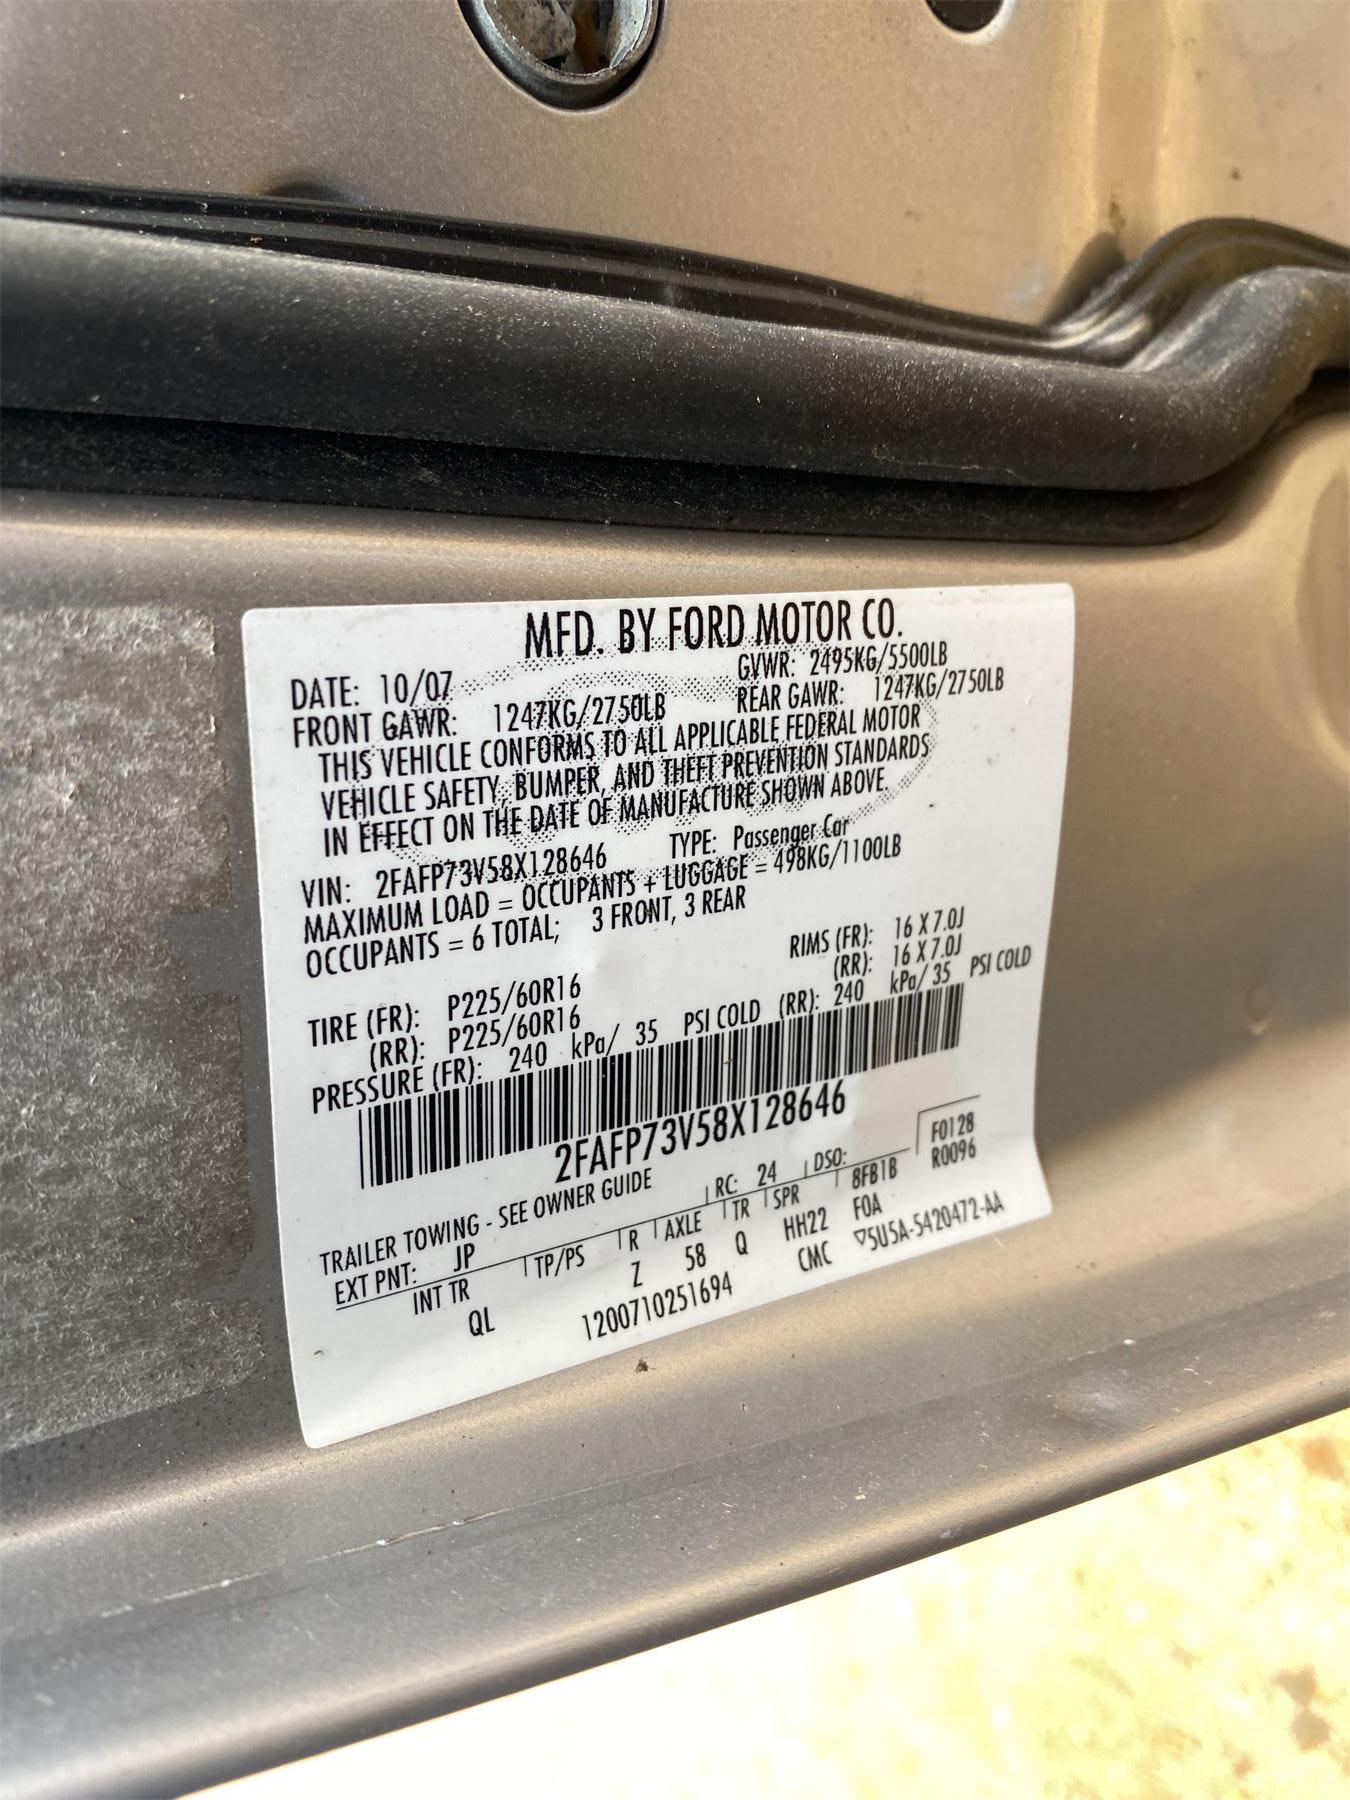 MFD. BY FORD MOTOR CO.
DATE: 10/07 GVWR: 2495KG/5500LB
FRONT GAWR: 1247KG/2750LB REAR GAWR: 1247KG/2750LB
THIS VEHICLE CONFORMS TO ALL APPLICABLE FEDERAL MOTOR
VEHICLE SAFETY, BUMPER, AND THEFT PREVENTION STANDARDS
IN EFFECT ON THE DATE OF MANUFACTURE SHOWN ABOVE.
VIN: 2FAFP73V58X128646 TYPE: Passenger Car
MAXIMUM LOAD = OCCUPANTS + LUGGAGE = 498KG/1100LB
OCCUPANTS = 6 TOTAL; 3 FRONT, 3 REAR
TIRE (FR): P225/60R16 RIMS (FR): 16 X 7.0J
(RR): P225/60R16 (RR): 16 X 7.0J
PRESSURE (FR): 240 kPa/ 35 PSI COLD (RR): 240 kPa/ 35 PSI COLD
2FAFP73V58X128646
TRAILER TOWING - SEE OWNER GUIDE F0128
EXT PNT: JP RC: 24 DSO: R0096
INT TR TP/PS R AXLE TR SPR 8FB1B
QL Z 58 Q HH22 F0A
1200710251694 CMC ▽5U5A-5420472-AA